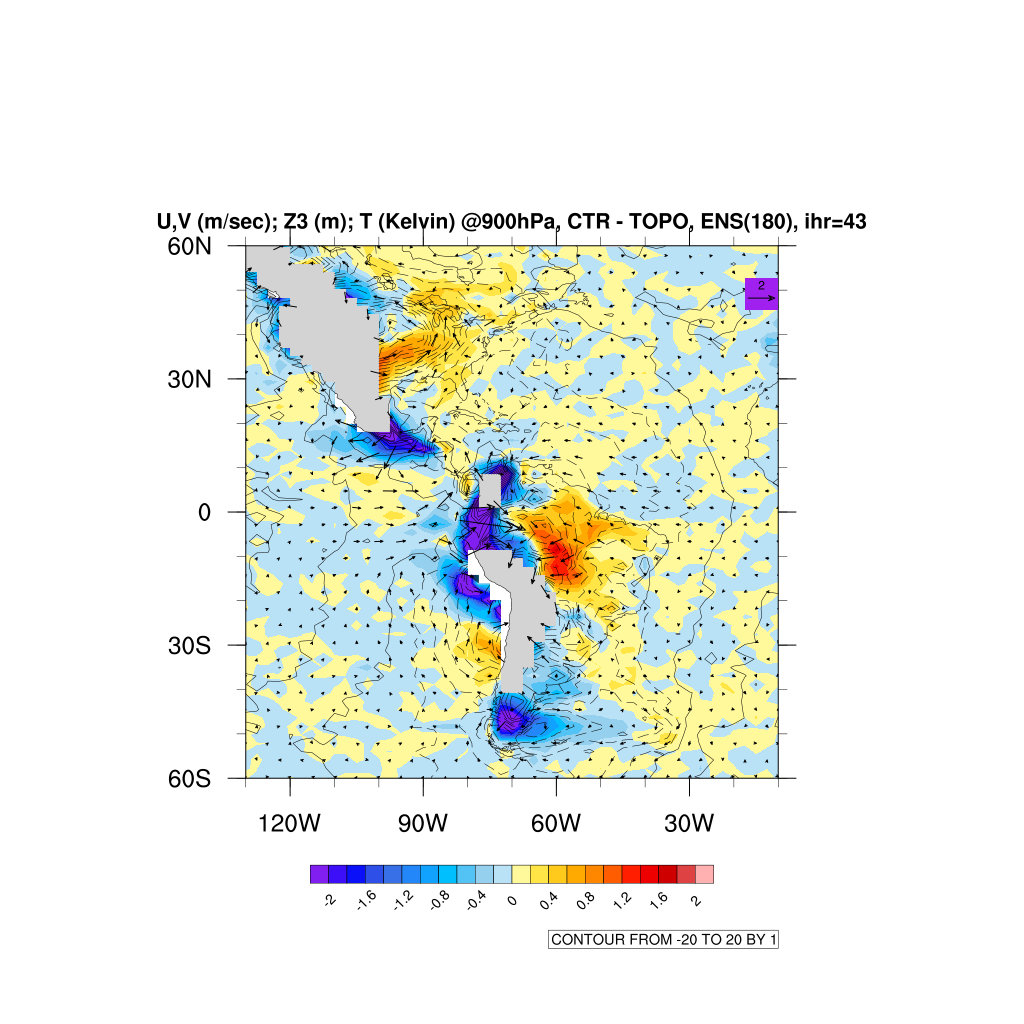 U,V (m/sec); Z3 (m); T (Kelvin) @900hPa, CTR - TOPO, ENS(180), ihr=43
60N
2
30N
0
30S
60S
120W 90W 60W 30W
-2 -1.6 -1.2 -0.8 -0.4 0 0.4 0.8 1.2 1.6 2
CONTOUR FROM -20 TO 20 BY 1